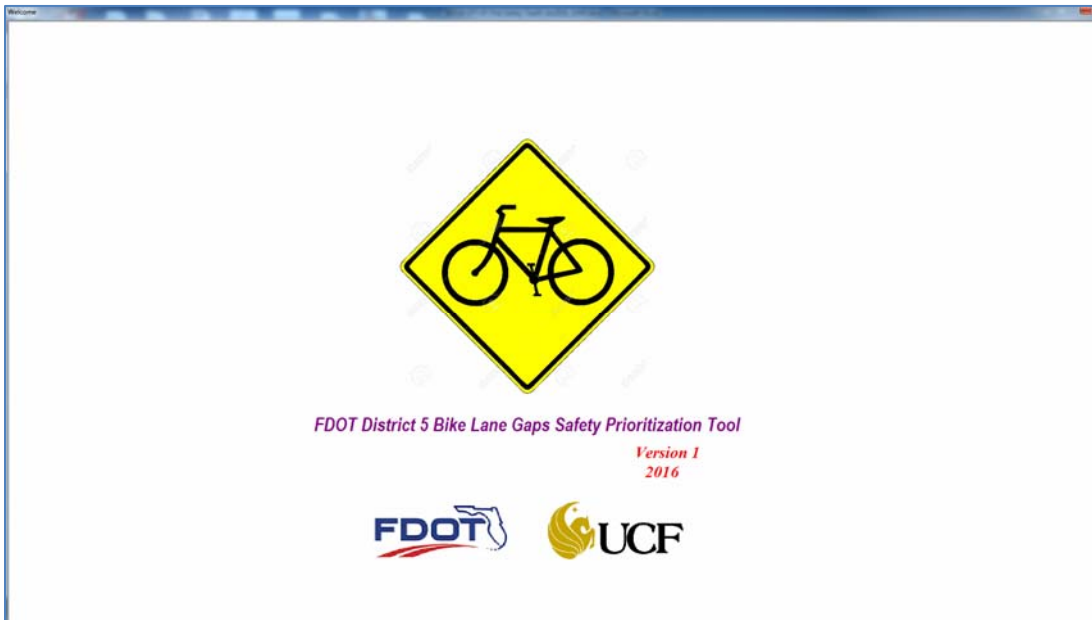 Welcome
FDOT District 5 Bike Lane Gaps Safety Prioritization Tool
Version 1
2016
FDOT
UCF